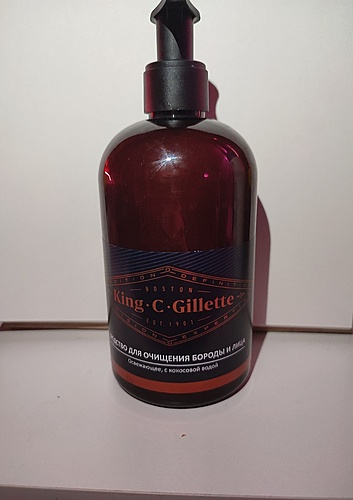 BOSTON
King·C·Gillette
EST. 1901
ДЛЯ ОЧИЩЕНИЯ БОРОДЫ И ЛИЦА
Освежающее, с кокосовой водой